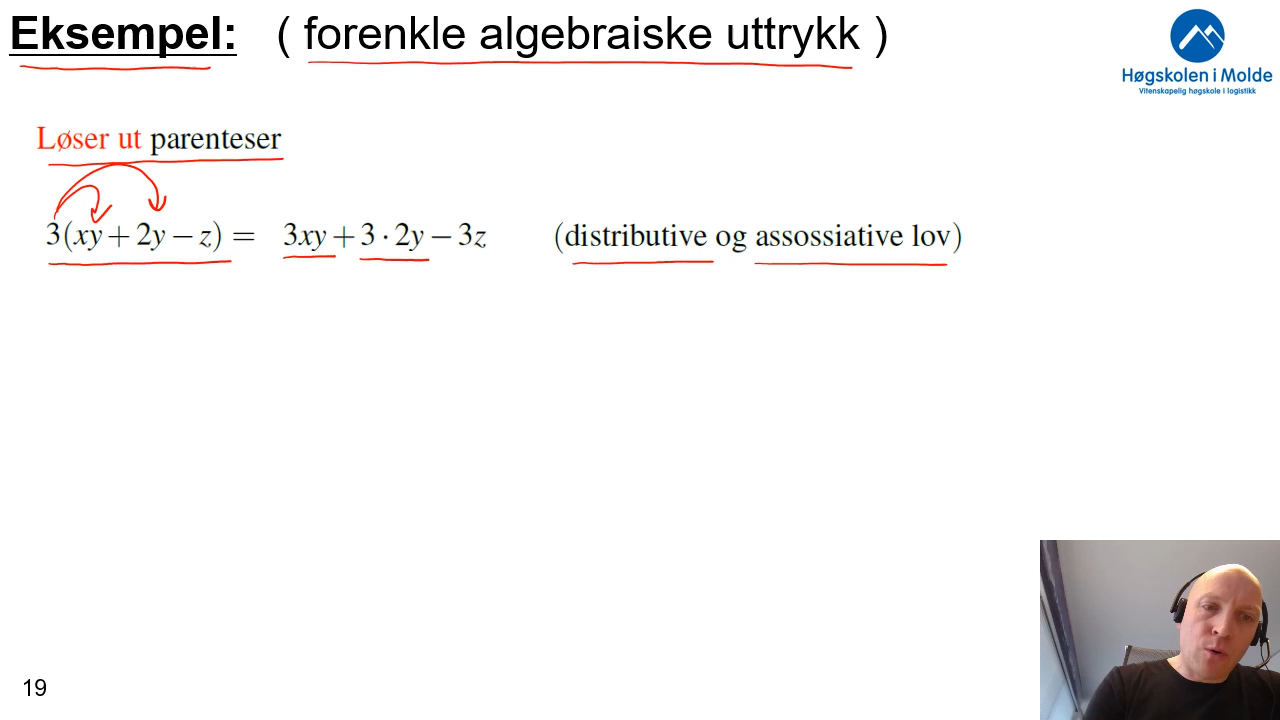 Eksempel: ( forenkle algebraiske uttrykk )
Høgskolen i Molde
Vitenskapelig høgskole i logistikk
Løser ut parenteser
3(xy + 2y − z) = 3xy + 3 · 2y − 3z (distributive og assossiative lov)
19